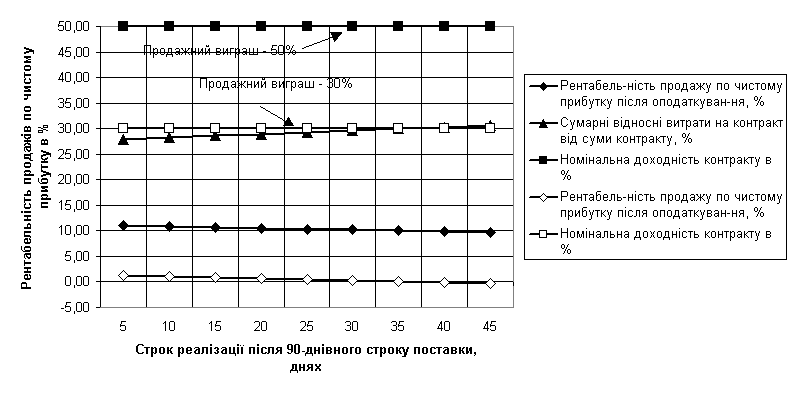 Рентабельність продажів по чистому
прибутку в %
50,00
45,00
40,00
35,00
30,00
25,00
20,00
15,00
10,00
5,00
0,00
-5,00
Продажний виграш - 50%
Продажний виграш - 30%
5 10 15 20 25 30 35 40 45
Строк реалізації після 90-днівного строку поставки,
днях
Рентабель-ність продажу по чистому
прибутку після оподаткуван-ня, %
Сумарні відносні витрати на контракт
від суми контракту, %
Номінальна доходність контракту в
%
Рентабель-ність продажу по чистому
прибутку після оподаткуван-ня, %
Номінальна доходність контракту в
%